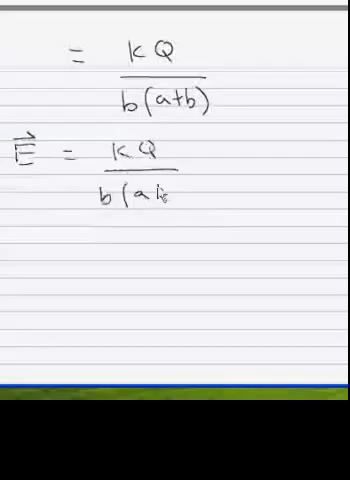 = kQ / b(a+b)
E⃗ = kQ / b(a